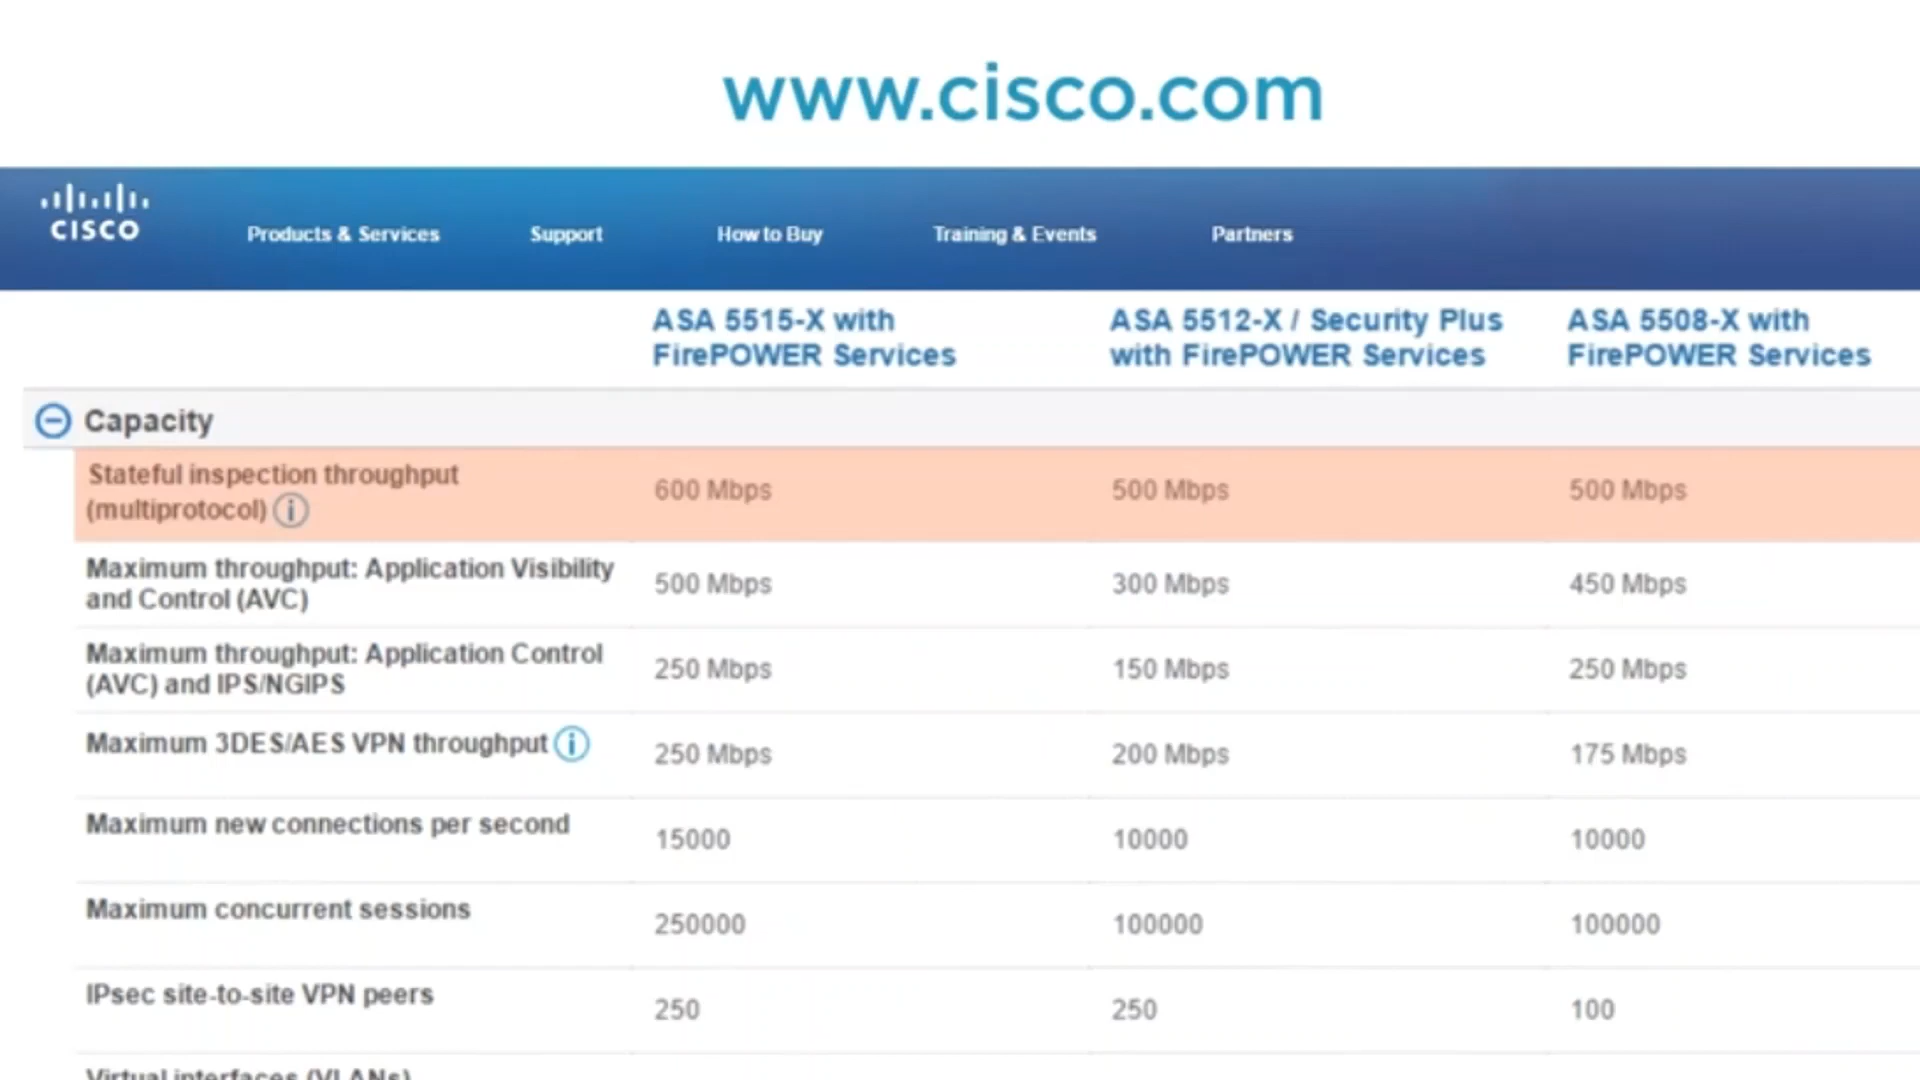 www.cisco.com
CISCO
Products & Services Support How to Buy Training & Events Partners
ASA 5515-X with ASA 5512-X / Security Plus ASA 5508-X with
FirePOWER Services with FirePOWER Services FirePOWER Services
Capacity
Stateful inspection throughput
(multiprotocol) 600 Mbps 500 Mbps 500 Mbps
Maximum throughput: Application Visibility
and Control (AVC) 500 Mbps 300 Mbps 450 Mbps
Maximum throughput: Application Control
(AVC) and IPS/NGIPS 250 Mbps 150 Mbps 250 Mbps
Maximum 3DES/AES VPN throughput 250 Mbps 200 Mbps 175 Mbps
Maximum new connections per second 15000 10000 10000
Maximum concurrent sessions 250000 100000 100000
IPsec site-to-site VPN peers 250 250 100
Virtual interfaces (VLANs)